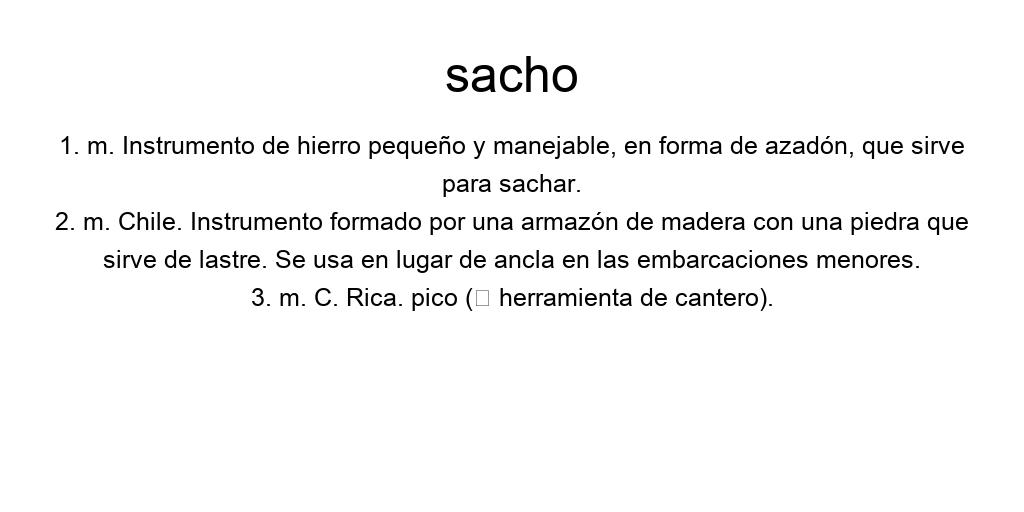 sacho
1. m. Instrumento de hierro pequeño y manejable, en forma de azadón, que sirve
para sachar.
2. m. Chile. Instrumento formado por una armazón de madera con una piedra que
sirve de lastre. Se usa en lugar de ancla en las embarcaciones menores.
3. m. C. Rica. pico (▯ herramienta de cantero).